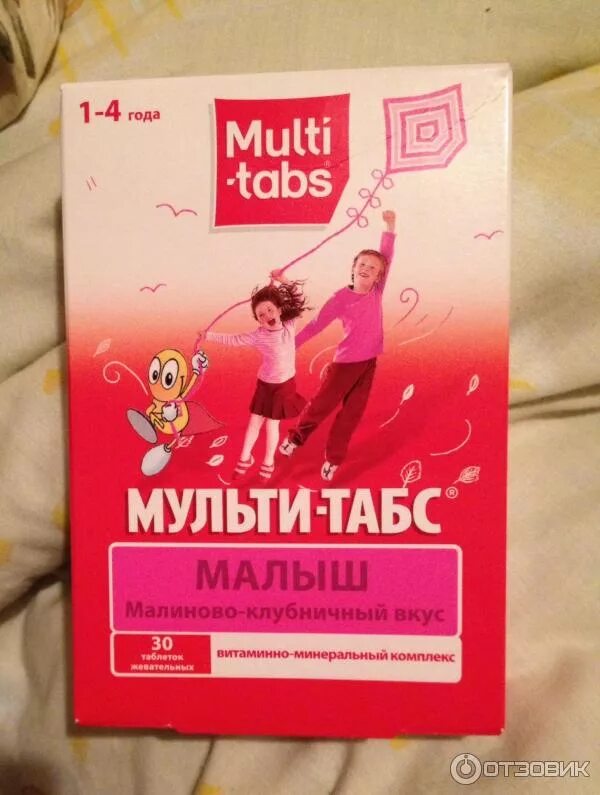 1-4 года
Multi
-tabs®
МУЛЬТИ-ТАБС®
МАЛЫШ
Малиново-клубничный вкус
30
таблеток
жевательных
витаминно-минеральный комплекс
ОТЗОВИК